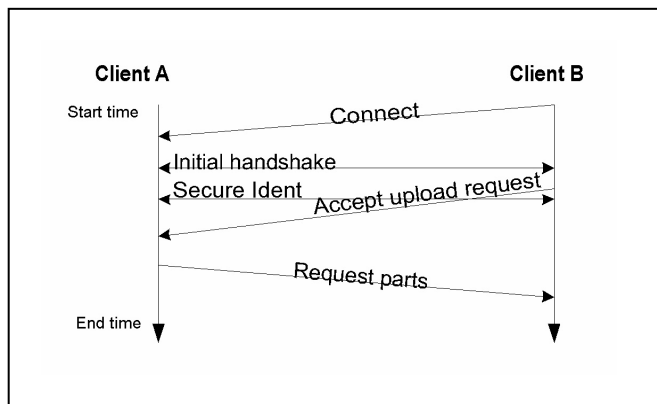 Client A
Client B
Start time
Connect
Initial handshake
Secure Ident
Accept upload request
Request parts
End time